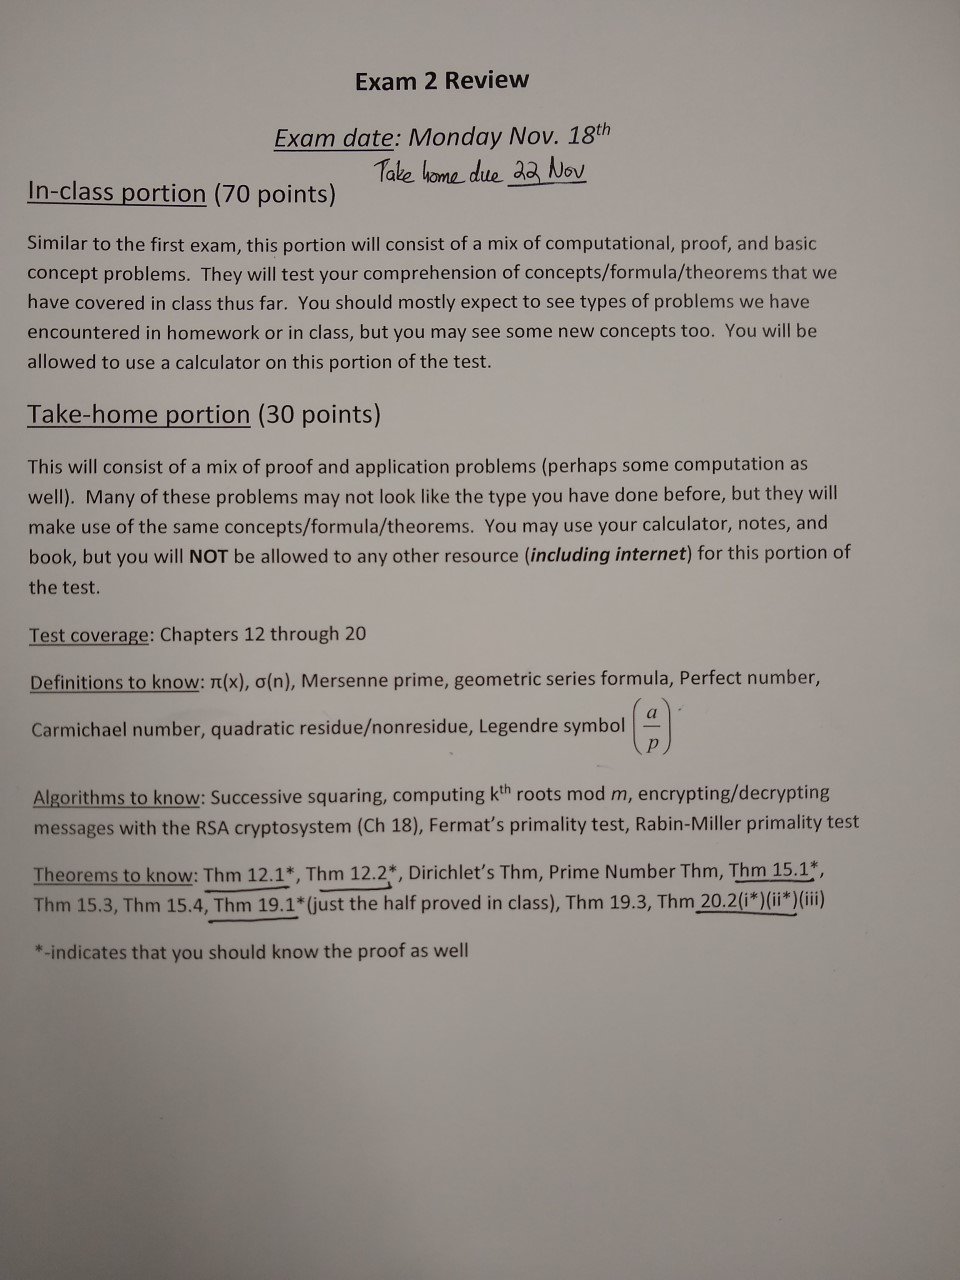 Exam 2 Review
Exam date: Monday Nov. 18th
Take home due 22 Nov
In-class portion (70 points)
Similar to the first exam, this portion will consist of a mix of computational, proof, and basic
concept problems. They will test your comprehension of concepts/formula/theorems that we
have covered in class thus far. You should mostly expect to see types of problems we have
encountered in homework or in class, but you may see some new concepts too. You will be
allowed to use a calculator on this portion of the test.
Take-home portion (30 points)
This will consist of a mix of proof and application problems (perhaps some computation as
well). Many of these problems may not look like the type you have done before, but they will
make use of the same concepts/formula/theorems. You may use your calculator, notes, and
book, but you will NOT be allowed to any other resource (including internet) for this portion of
the test.
Test coverage: Chapters 12 through 20
Definitions to know: π(x), σ(n), Mersenne prime, geometric series formula, Perfect number,
Carmichael number, quadratic residue/nonresidue, Legendre symbol (a/p)
Algorithms to know: Successive squaring, computing kth roots mod m, encrypting/decrypting
messages with the RSA cryptosystem (Ch 18), Fermat's primality test, Rabin-Miller primality test
Theorems to know: Thm 12.1*, Thm 12.2*, Dirichlet's Thm, Prime Number Thm, Thm 15.1*,
Thm 15.3, Thm 15.4, Thm 19.1*(just the half proved in class), Thm 19.3, Thm 20.2(i*)(ii*)(iii)
*-indicates that you should know the proof as well